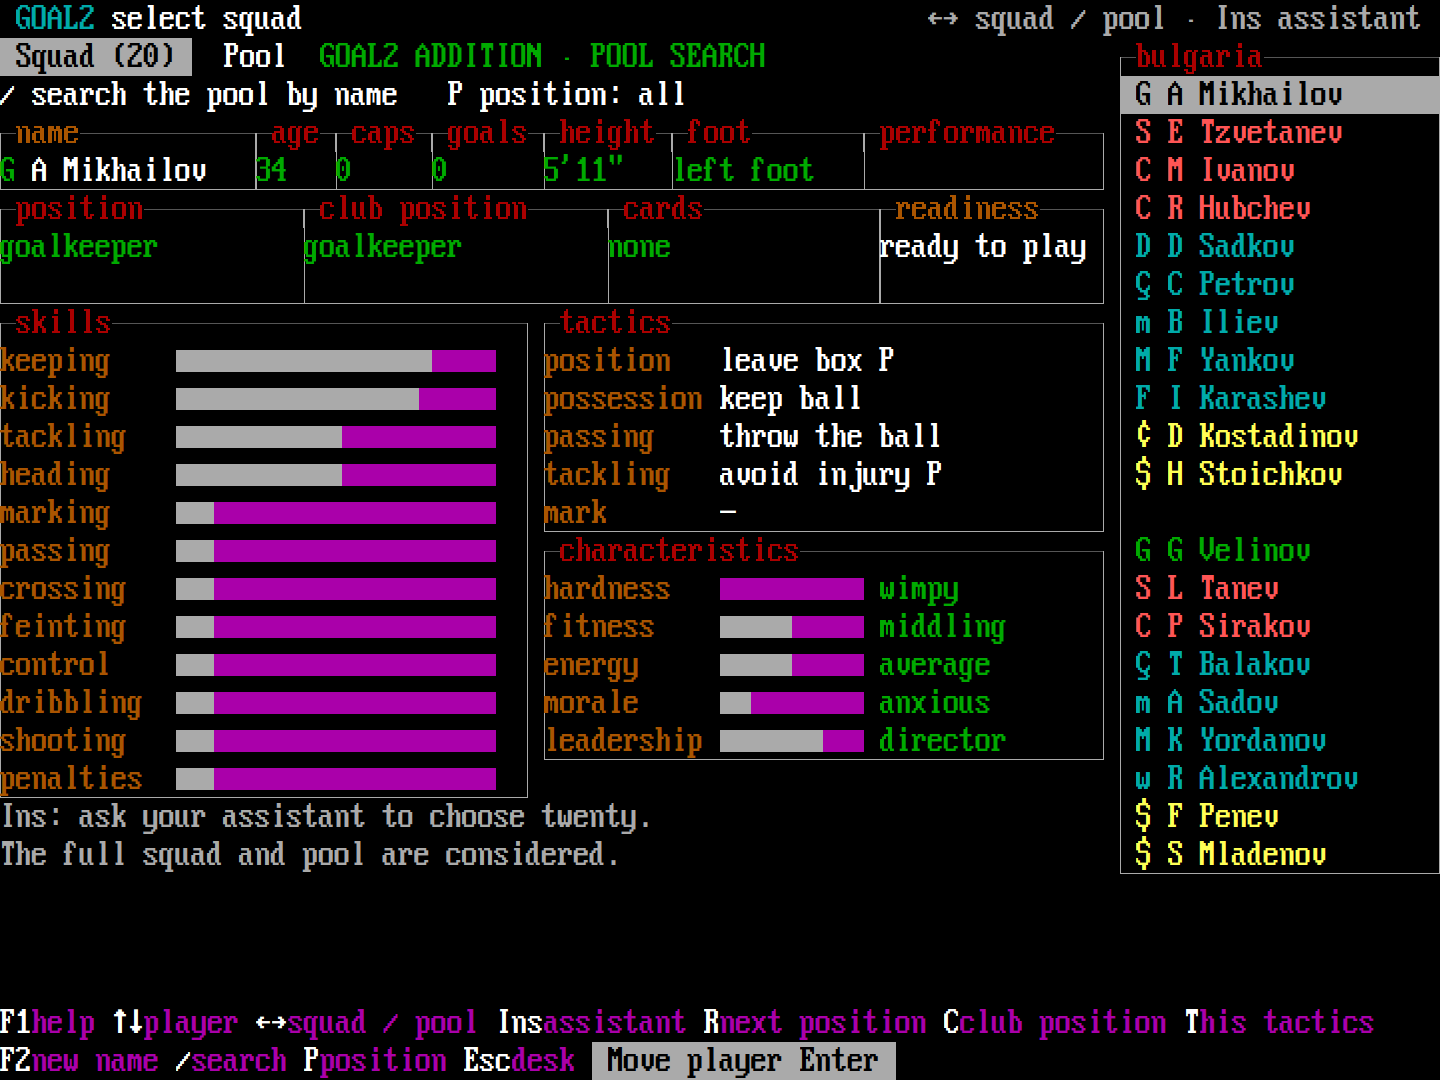 GOAL2 select squad ↔ squad / pool · Ins assistant
Squad (20) Pool GOAL2 ADDITION · POOL SEARCH
/ search the pool by name P position: all
name age caps goals height foot performance
G A Mikhailov 34 0 0 5'11" left foot
position club position cards readiness
goalkeeper goalkeeper none ready to play
skills
keeping
kicking
tackling
heading
marking
passing
crossing
feinting
control
dribbling
shooting
penalties
tactics
position leave box P
possession keep ball
passing throw the ball
tackling avoid injury P
mark –
characteristics
hardness wimpy
fitness middling
energy average
morale anxious
leadership director
Ins: ask your assistant to choose twenty.
The full squad and pool are considered.
bulgaria
G A Mikhailov
S E Tzvetanev
C M Ivanov
C R Hubchev
D D Sadkov
Ç C Petrov
m B Iliev
M F Yankov
F I Karashev
¢ D Kostadinov
$ H Stoichkov
G G Velinov
S L Tanev
C P Sirakov
Ç T Balakov
m A Sadov
M K Yordanov
w R Alexandrov
$ F Penev
$ S Mladenov
F1help ↑↓player ↔squad / pool Insassistant Rnext position Cclub position This tactics
F2new name /search Pposition Escdesk Move player Enter